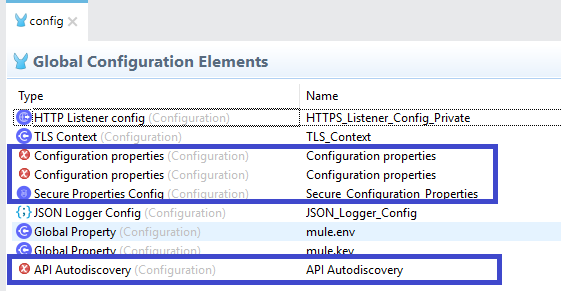 config
Global Configuration Elements
Type Name
HTTP Listener config (Configuration) HTTPS_Listener_Config_Private
TLS Context (Configuration) TLS_Context
Configuration properties (Configuration) Configuration properties
Configuration properties (Configuration) Configuration properties
Secure Properties Config (Configuration) Secure_Configuration_Properties
JSON Logger Config (Configuration) JSON_Logger_Config
Global Property (Configuration) mule.env
Global Property (Configuration) mule.key
API Autodiscovery (Configuration) API Autodiscovery